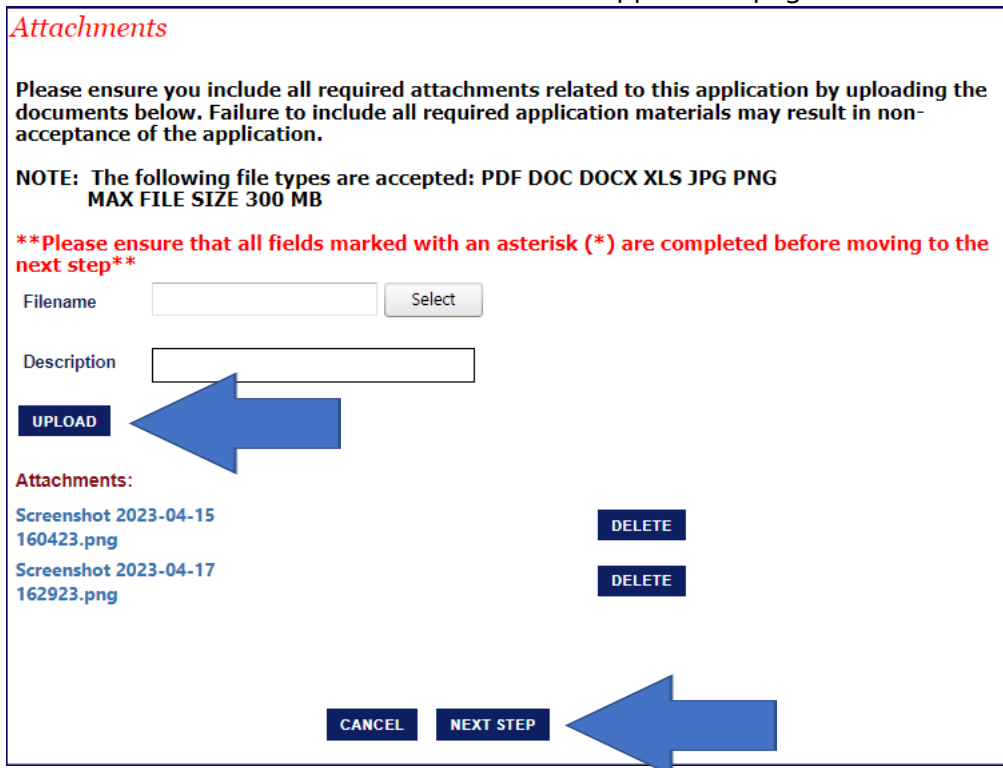 Attachments
Please ensure you include all required attachments related to this application by uploading the
documents below. Failure to include all required application materials may result in non-
acceptance of the application.
NOTE: The following file types are accepted: PDF DOC DOCX XLS JPG PNG
MAX FILE SIZE 300 MB
**Please ensure that all fields marked with an asterisk (*) are completed before moving to the
next step**
Filename Select
Description
UPLOAD
Attachments:
Screenshot 2023-04-15
160423.png DELETE
Screenshot 2023-04-17
162923.png DELETE
CANCEL NEXT STEP